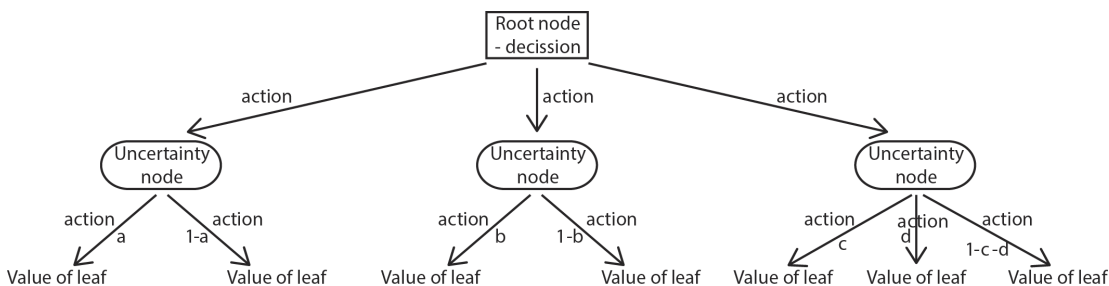 Root node
- decission
action
action
action
Uncertainty
node
Uncertainty
node
Uncertainty
node
action
a
action
1-a
action
b
action
1-b
action
c
action
d
action
1-c -d
Value of leaf
Value of leaf
Value of leaf
Value of leaf
Value of leaf
Value of leaf
Value of leaf